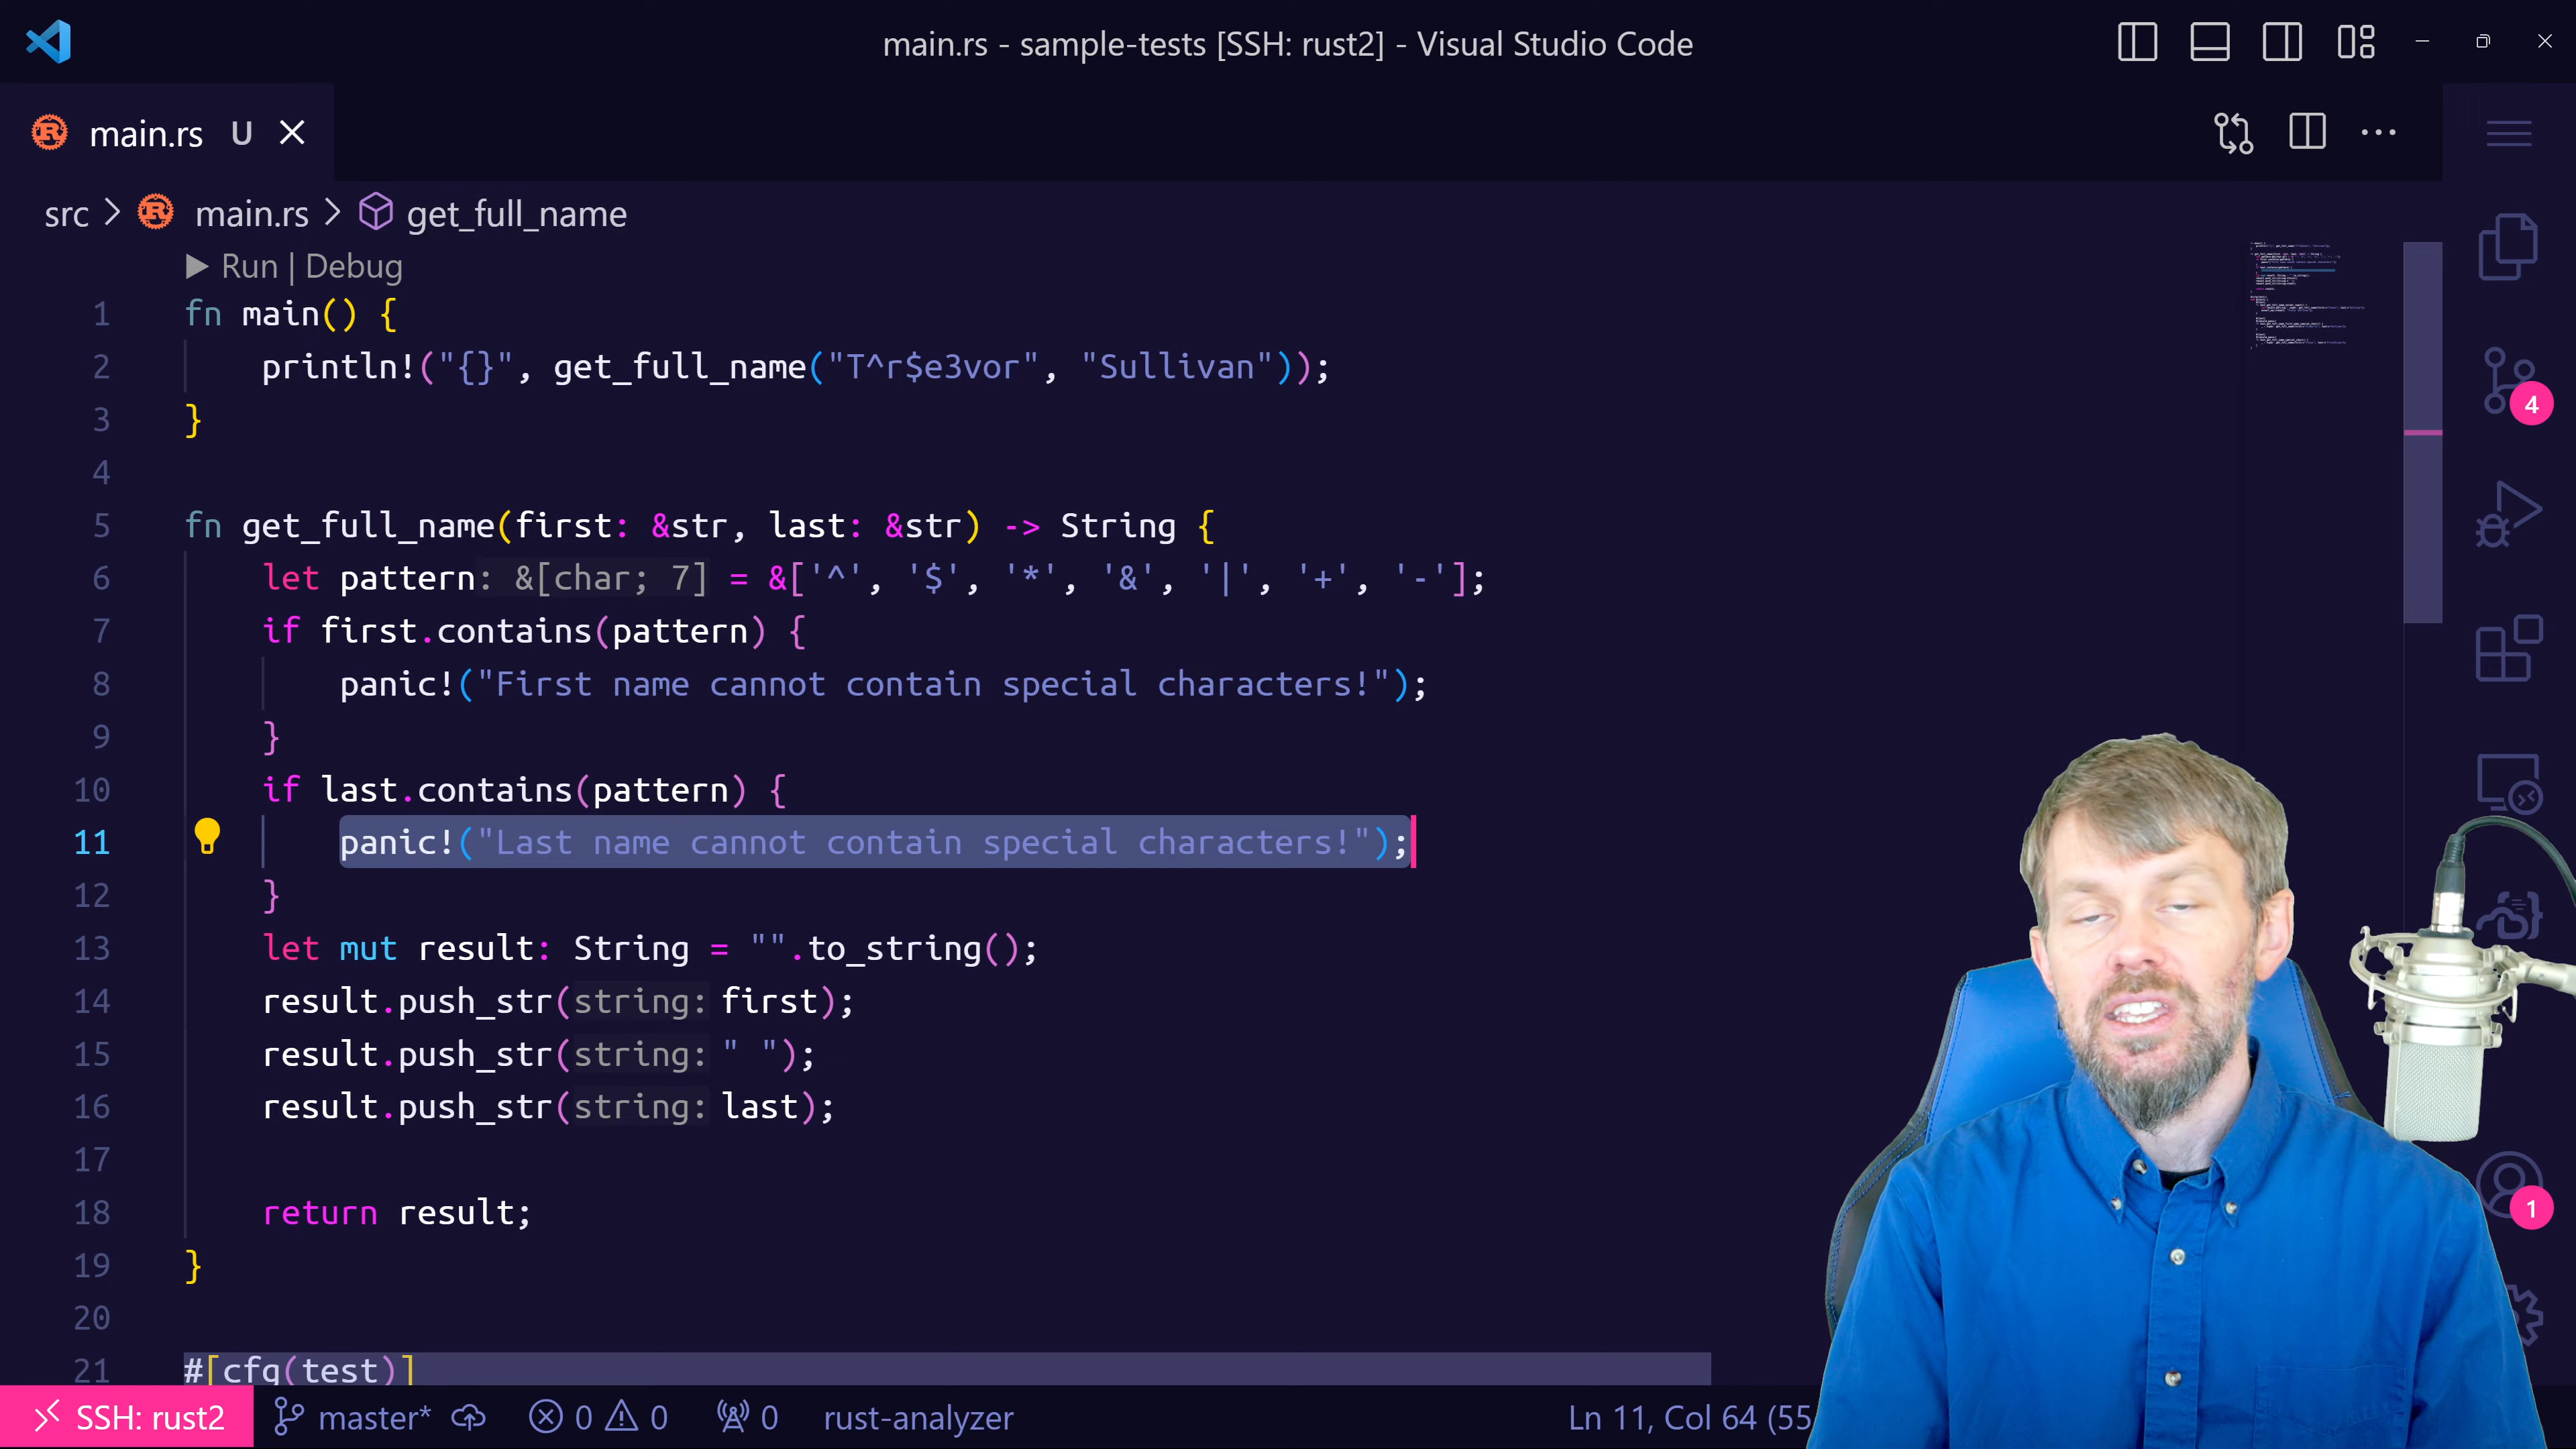 main.rs - sample-tests [SSH: rust2] - Visual Studio Code
main.rs U
src > main.rs > get_full_name
Run | Debug
1 fn main() {
2 println!("{}", get_full_name("T^r$e3vor", "Sullivan"));
3 }
4
5 fn get_full_name(first: &str, last: &str) -> String {
6 let pattern: &[char; 7] = &['^', '$', '*', '&', '|', '+', '-'];
7 if first.contains(pattern) {
8 panic!("First name cannot contain special characters!");
9 }
10 if last.contains(pattern) {
11 panic!("Last name cannot contain special characters!");
12 }
13 let mut result: String = "".to_string();
14 result.push_str(string: first);
15 result.push_str(string: " ");
16 result.push_str(string: last);
17
18 return result;
19 }
20
21 #[cfg(test)]
4
1
SSH: rust2 master* 0 0 0 rust-analyzer Ln 11, Col 64 (55